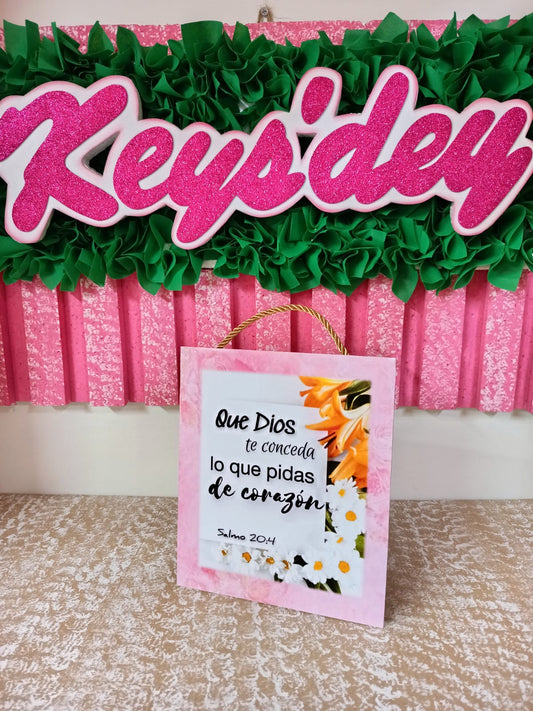 Keys'dey
Que Dios
te conceda
lo que pidas
de corazón
Salmo 20:4